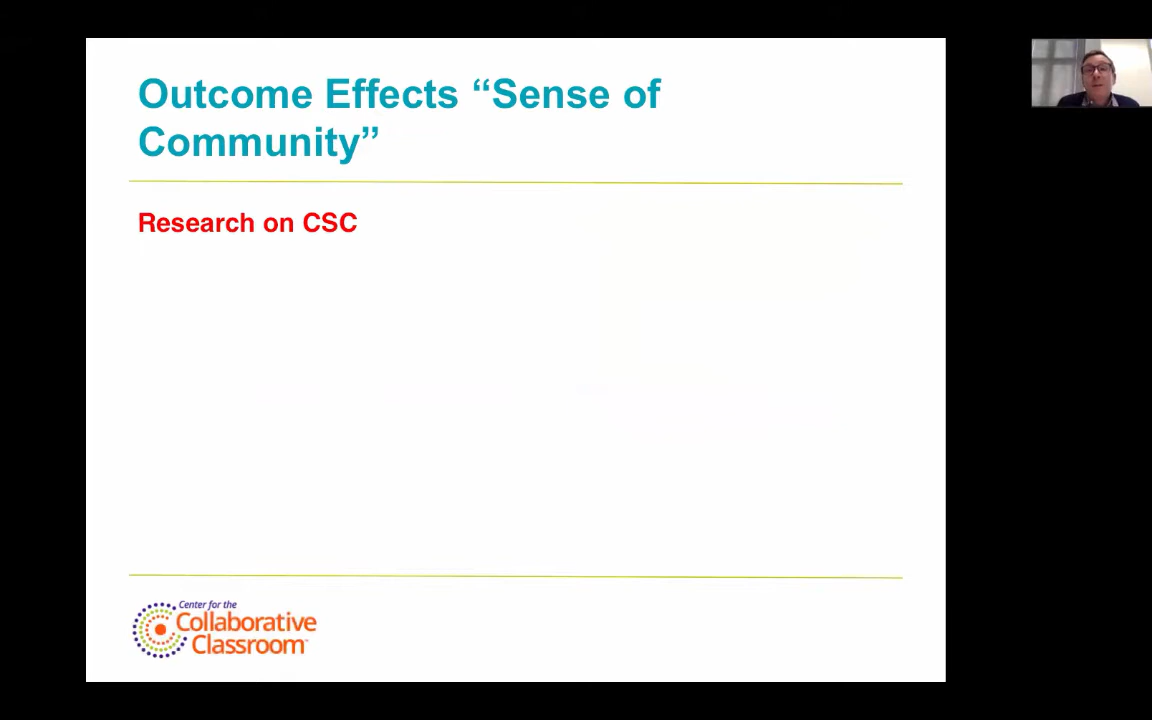 Outcome Effects “Sense of
Community”
Research on CSC
Center for the
Collaborative
Classroom